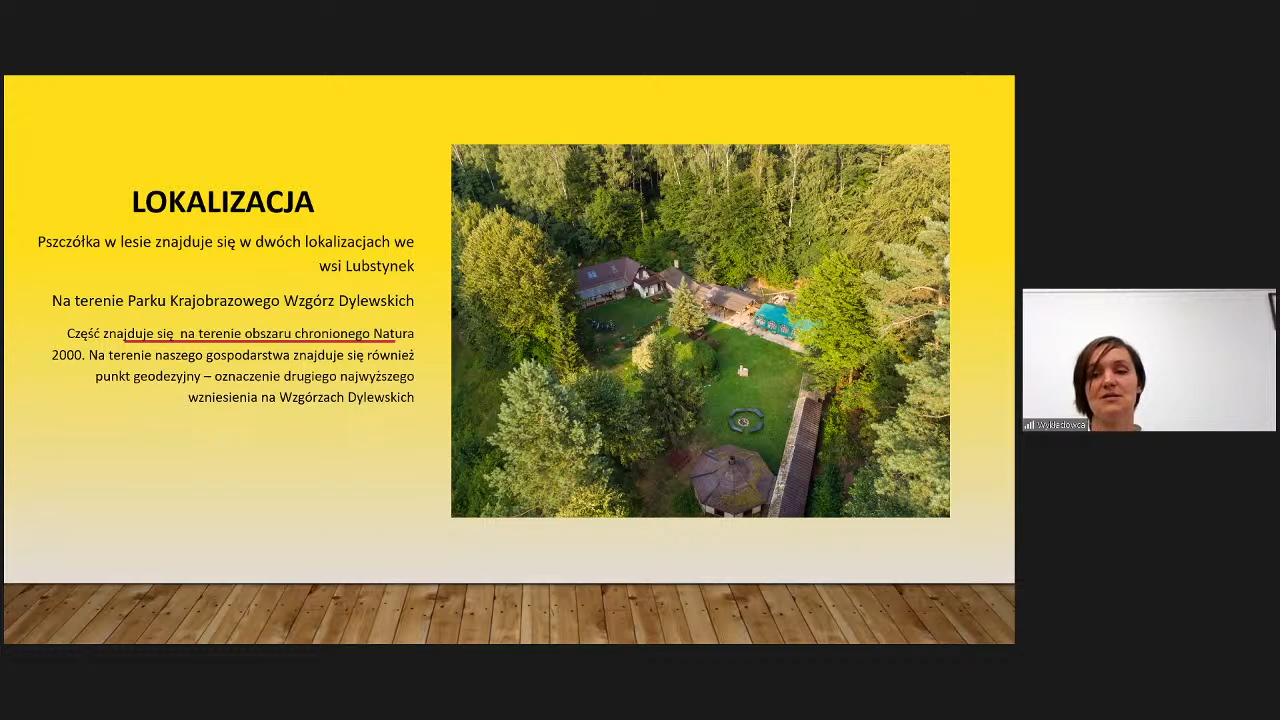 LOKALIZACJA
Pszczółka w lesie znajduje się w dwóch lokalizacjach we
wsi Lubstynek
Na terenie Parku Krajobrazowego Wzgórz Dylewskich
Część znajduje się na terenie obszaru chronionego Natura
2000. Na terenie naszego gospodarstwa znajduje się również
punkt geodezyjny – oznaczenie drugiego najwyższego
wzniesienia na Wzgórzach Dylewskich
Wykładowca